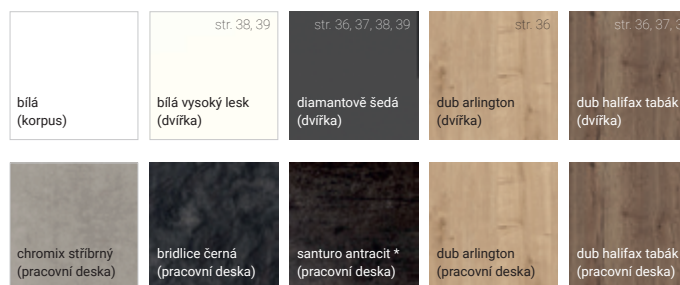 str. 38, 39
str. 36, 37, 38, 39
str. 36
str. 36, 37, 3
bílá
(korpus)
bílá vysoký lesk
(dvířka)
diamantově šedá
(dvířka)
dub arlington
(dvířka)
dub halifax tabák
(dvířka)
chromix stříbrný
(pracovní deska)
bridlice černá
(pracovní deska)
santuro antracit *
(pracovní deska)
dub arlington
(pracovní deska)
dub halifax tabák
(pracovní deska)